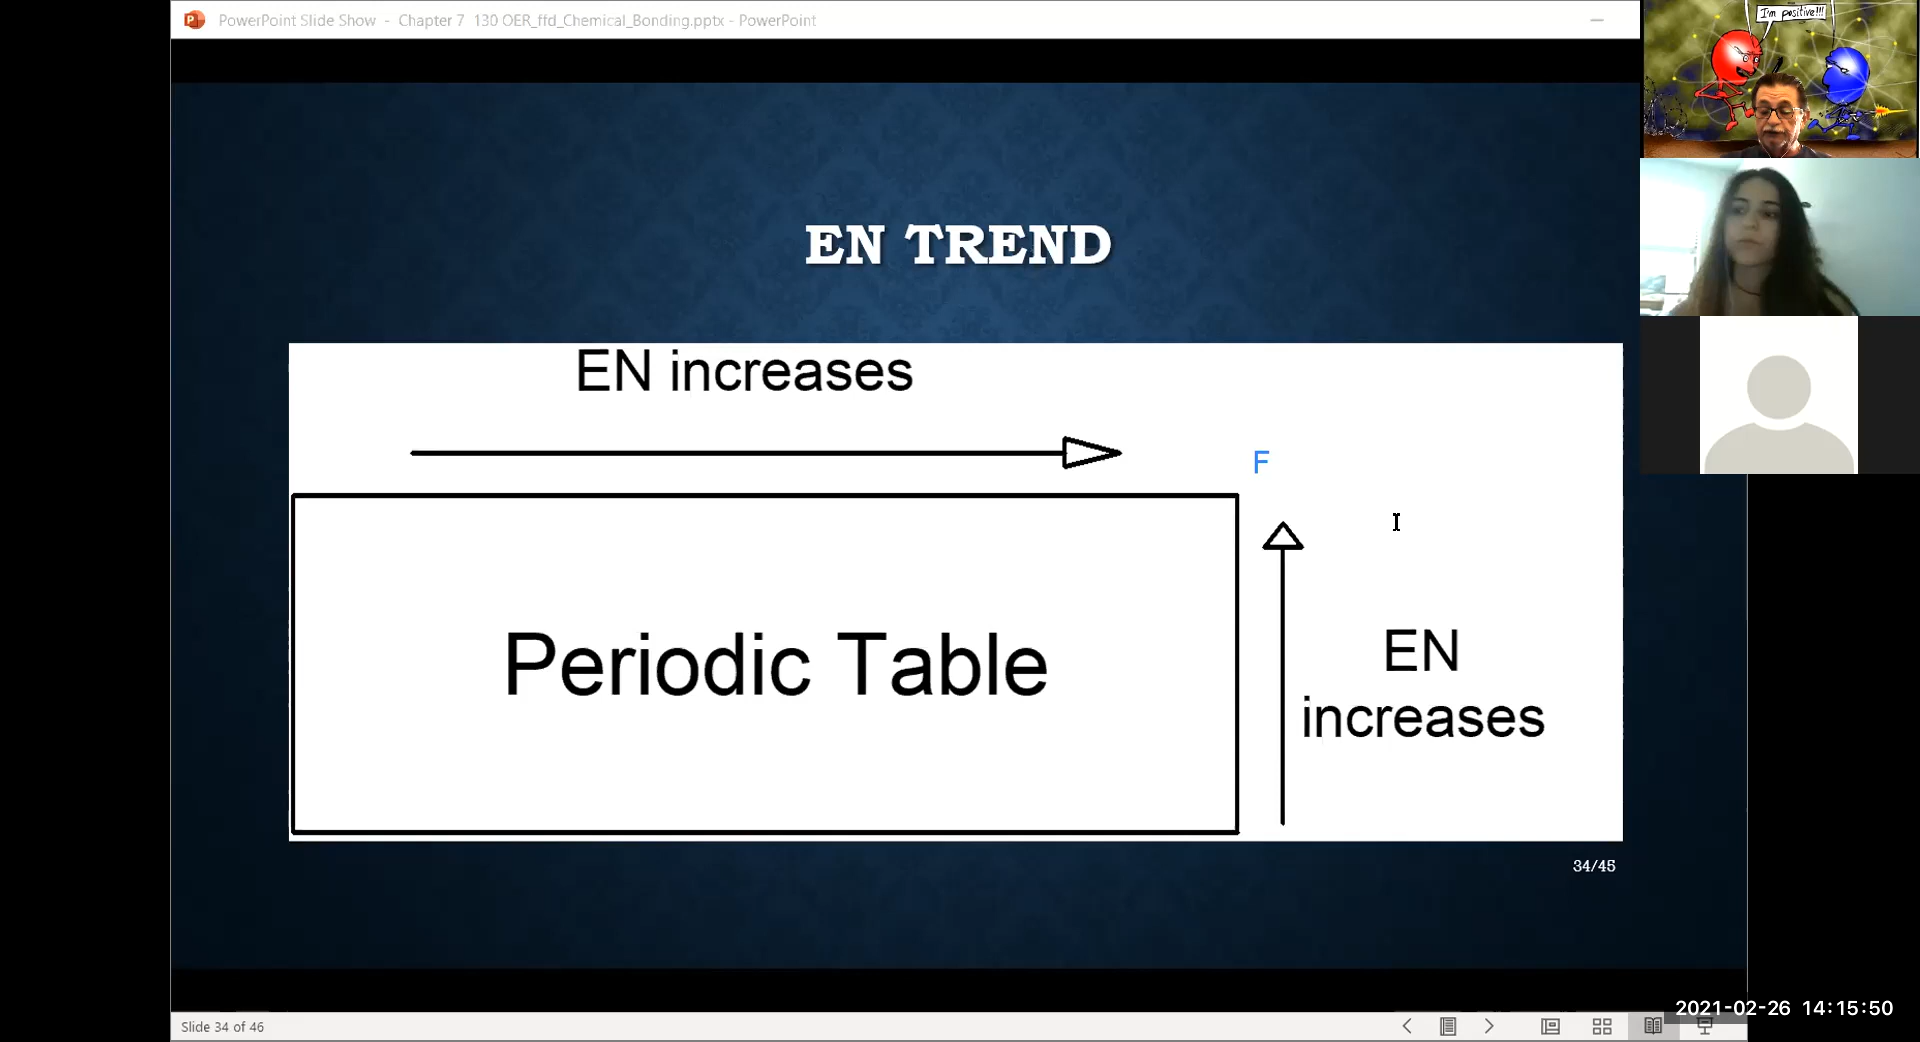 PowerPoint Slide Show - Chapter 7 130 OER_ffd_Chemical_Bonding.pptx - PowerPoint
I'm positive!!!
EN TREND
EN increases
F
Periodic Table
EN
increases
34/45
Slide 34 of 46
2021-02-26 14:15:50